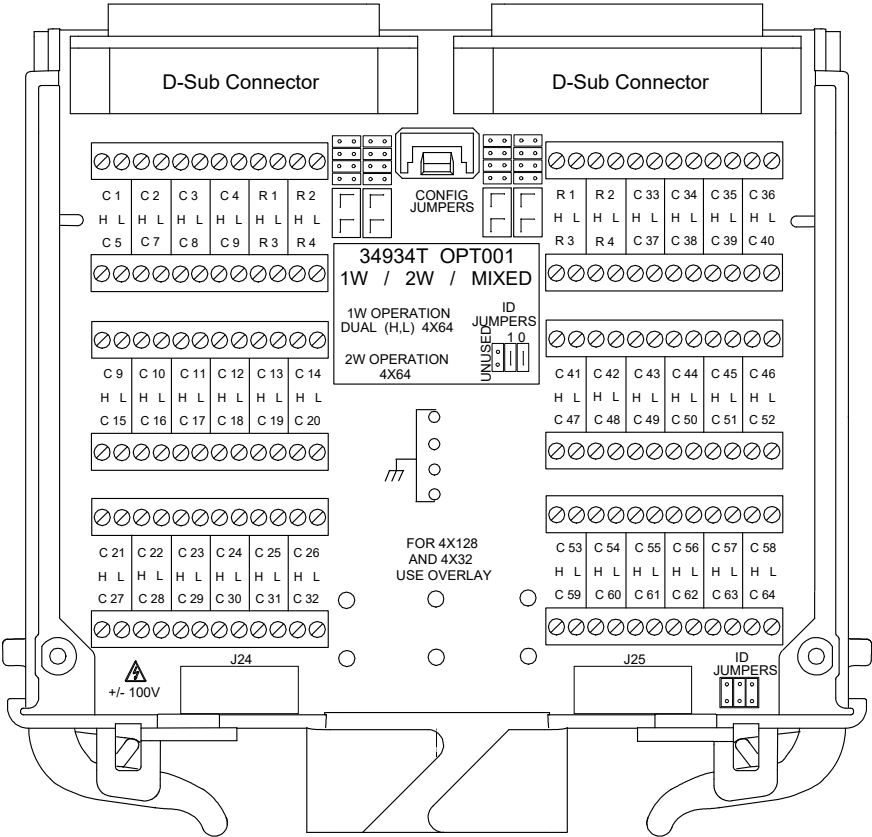 D-Sub Connector
D-Sub Connector
C 1 C 2 C 3 C 4 R 1 R 2
H L H L H L H L H L H L
C 5 C 7 C 8 C 9 R 3 R 4
CONFIG
JUMPERS
R 1 R 2 C 33 C 34 C 35 C 36
H L H L H L H L H L H L
R 3 R 4 C 37 C 38 C 39 C 40
34934T OPT001
1W / 2W / MIXED
1W OPERATION
DUAL (H,L) 4X64
2W OPERATION
4X64
ID
JUMPERS
1 0
UNUSED
C 9 C 10 C 11 C 12 C 13 C 14
H L H L H L H L H L H L
C 15 C 16 C 17 C 18 C 19 C 20
C 41 C 42 C 43 C 44 C 45 C 46
H L H L H L H L H L H L
C 47 C 48 C 49 C 50 C 51 C 52
C 21 C 22 C 23 C 24 C 25 C 26
H L H L H L H L H L H L
C 27 C 28 C 29 C 30 C 31 C 32
FOR 4X128
AND 4X32
USE OVERLAY
C 53 C 54 C 55 C 56 C 57 C 58
H L H L H L H L H L H L
C 59 C 60 C 61 C 62 C 63 C 64
+/- 100V
J24
J25
ID
JUMPERS